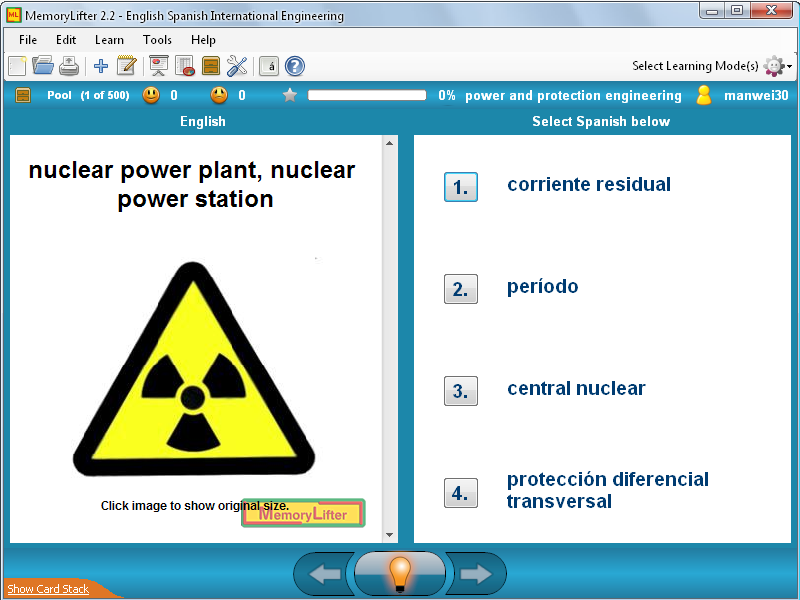 MemoryLifter 2.2 - English Spanish International Engineering
File Edit Learn Tools Help
á ? Select Learning Mode(s)
Pool (1 of 500) 0 0 0% power and protection engineering manwei30
English
Select Spanish below
nuclear power plant, nuclear
power station
Click image to show original size.
MemoryLifter
1. corriente residual
2. período
3. central nuclear
4. protección diferencial
transversal
Show Card Stack